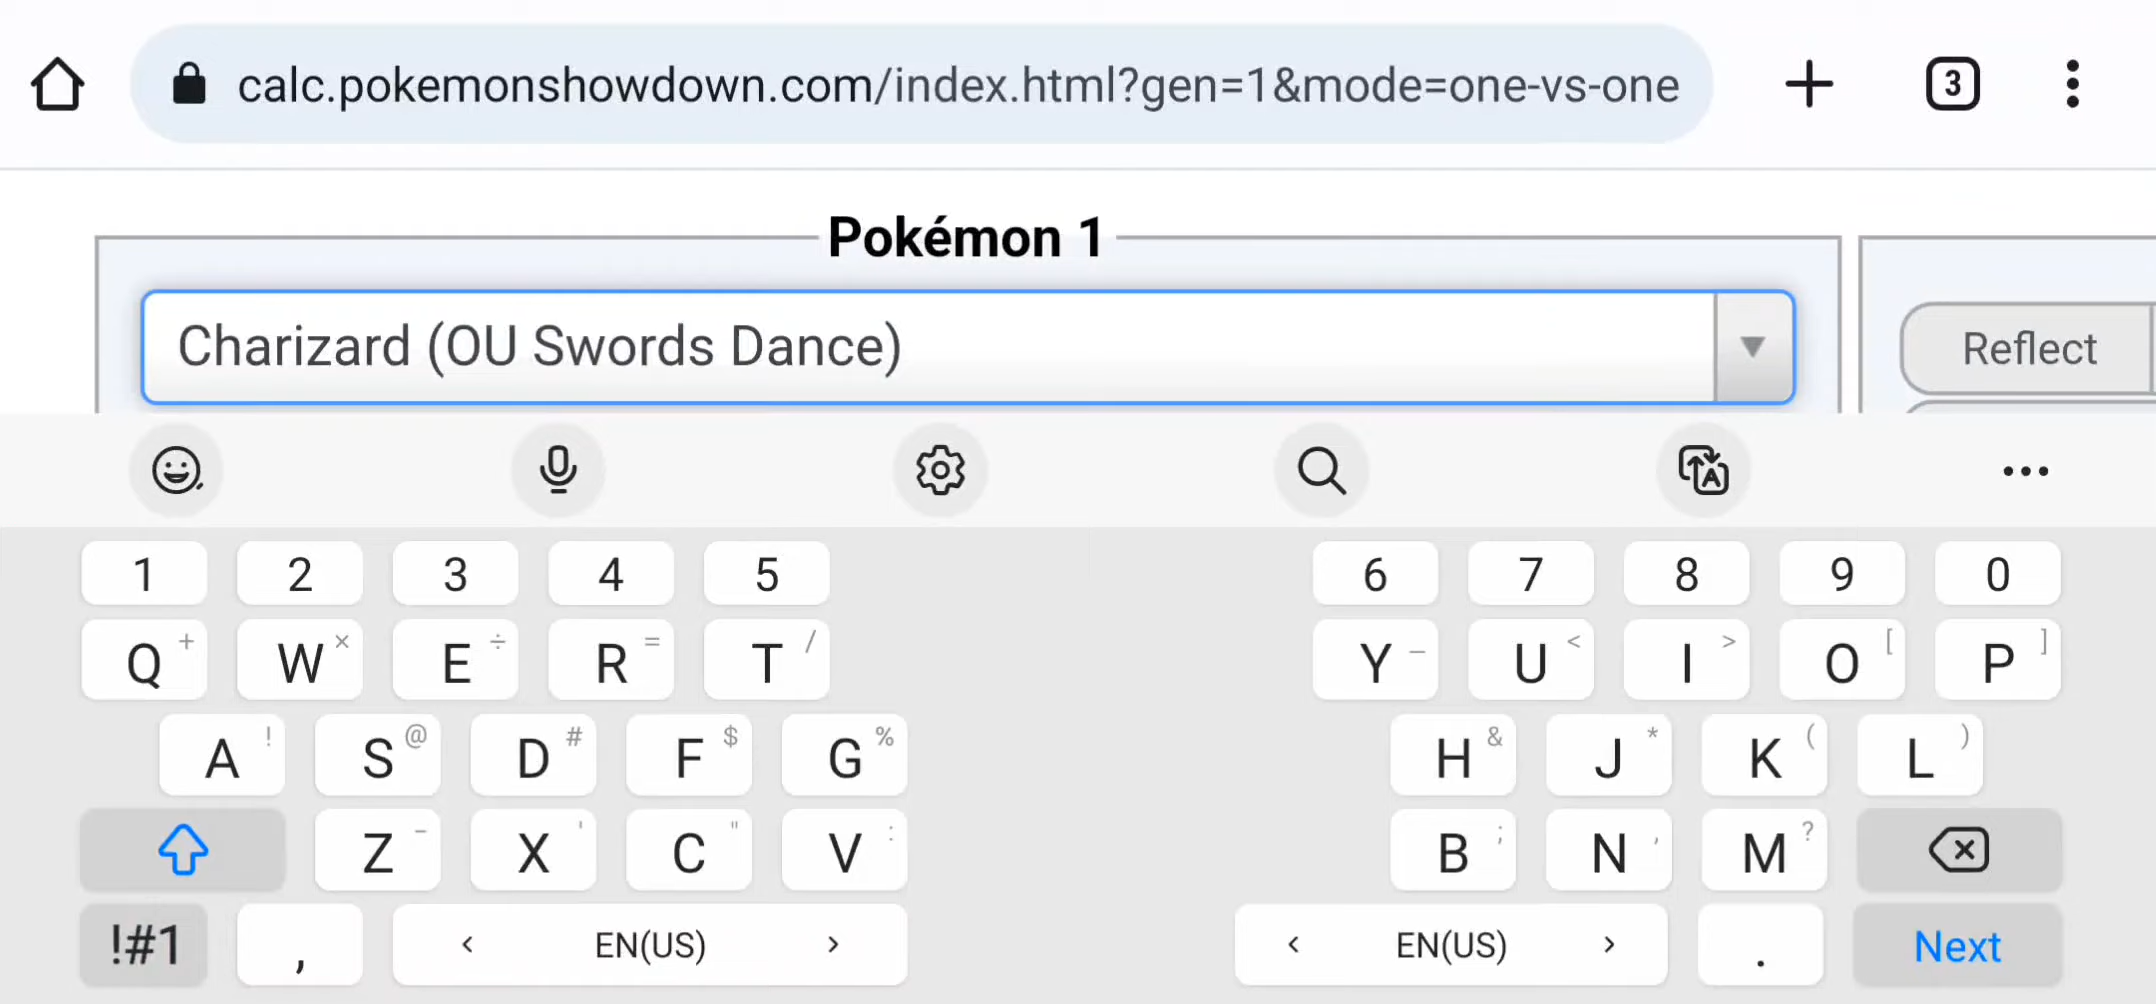 calc.pokemonshowdown.com/index.html?gen=1&mode=one-vs-one
3
Pokémon 1
Charizard (OU Swords Dance)
Reflect
1 2 3 4 5 6 7 8 9 0
Q + W × E ÷ R = T / Y _ U < I > O [ P ]
A ! S @ D # F $ G % H & J * K ( L )
Z - X ' C " V : B ; N , M ?
!#1 , < EN(US) > < EN(US) > . Next